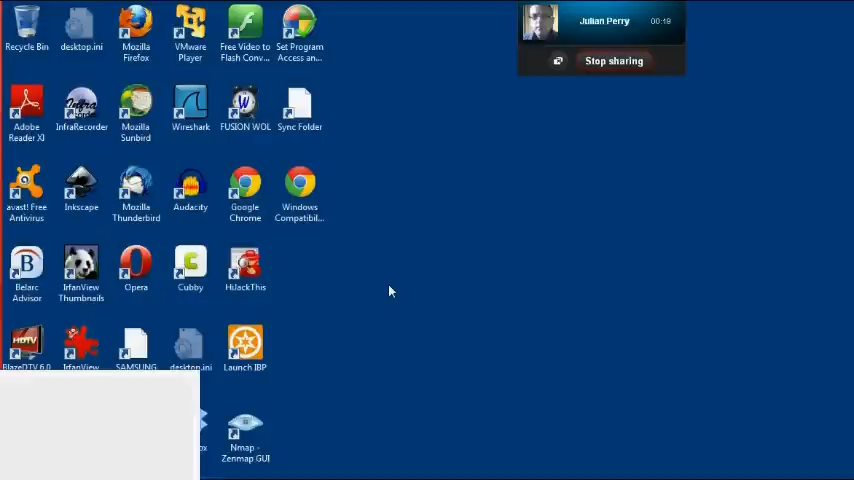 Julian Perry 00:19
Stop sharing
Recycle Bin
desktop.ini
Mozilla
Firefox
VMware
Player
Free Video to
Flash Conv...
Set Program
Access an...
Adobe
Reader XI
InfraRecorder
Mozilla
Sunbird
Wireshark
FUSION WOL
Sync Folder
avast! Free
Antivirus
Inkscape
Mozilla
Thunderbird
Audacity
Google
Chrome
Windows
Compatibil...
Belarc
Advisor
IrfanView
Thumbnails
Opera
Cubby
HiJackThis
BlazeDTV 6.0
IrfanView
SAMSUNG
desktop.ini
Launch IBP
ox
Nmap -
Zenmap GUI